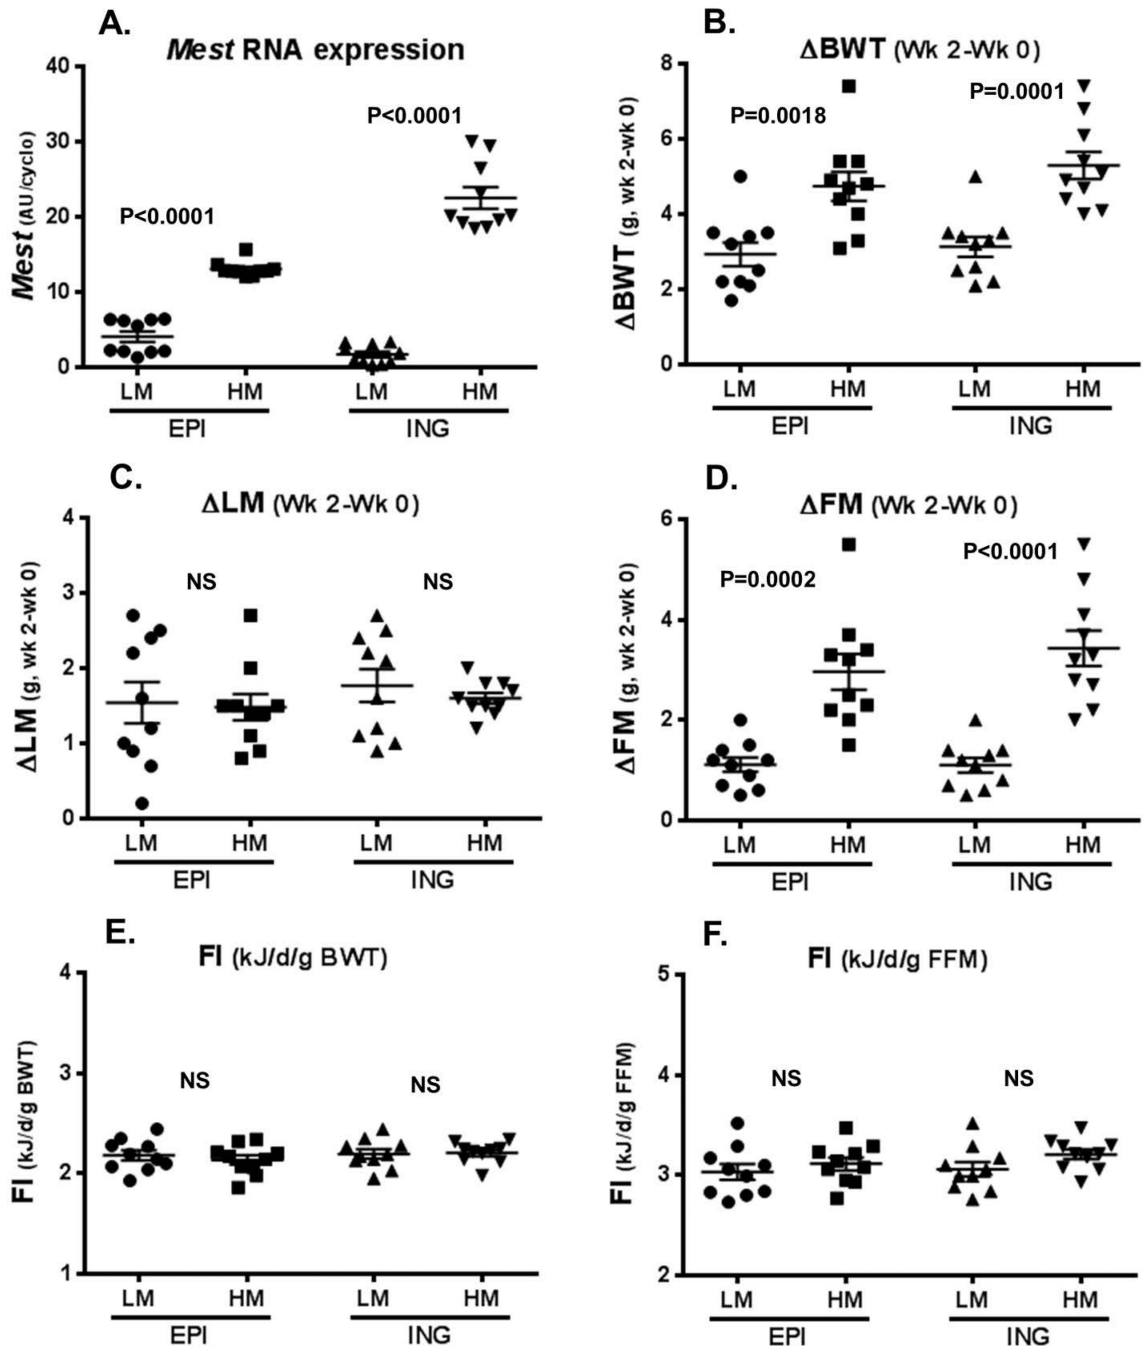 A.
Mest RNA expression
Mest (AU/cyclo)
40
30
20
10
0
P<0.0001
P<0.0001
LM HM LM HM
EPI ING
B.
ΔBWT (Wk 2-Wk 0)
ΔBWT (g, wk 2-wk 0)
8
6
4
2
0
P=0.0018
P=0.0001
LM HM LM HM
EPI ING
C.
ΔLM (Wk 2-Wk 0)
ΔLM (g, wk 2-wk 0)
4
3
2
1
0
NS
NS
LM HM LM HM
EPI ING
D.
ΔFM (Wk 2-Wk 0)
ΔFM (g, wk 2-wk 0)
6
4
2
0
P=0.0002
P<0.0001
LM HM LM HM
EPI ING
E.
FI (kJ/d/g BWT)
FI (kJ/d/g BWT)
4
3
2
1
NS
NS
LM HM LM HM
EPI ING
F.
FI (kJ/d/g FFM)
FI (kJ/d/g FFM)
5
4
3
2
NS
NS
LM HM LM HM
EPI ING